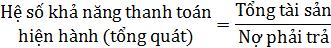 Hệ số khả năng thanh toán hiện hành (tổng quát) = Tổng tài sản / Nợ phải trả